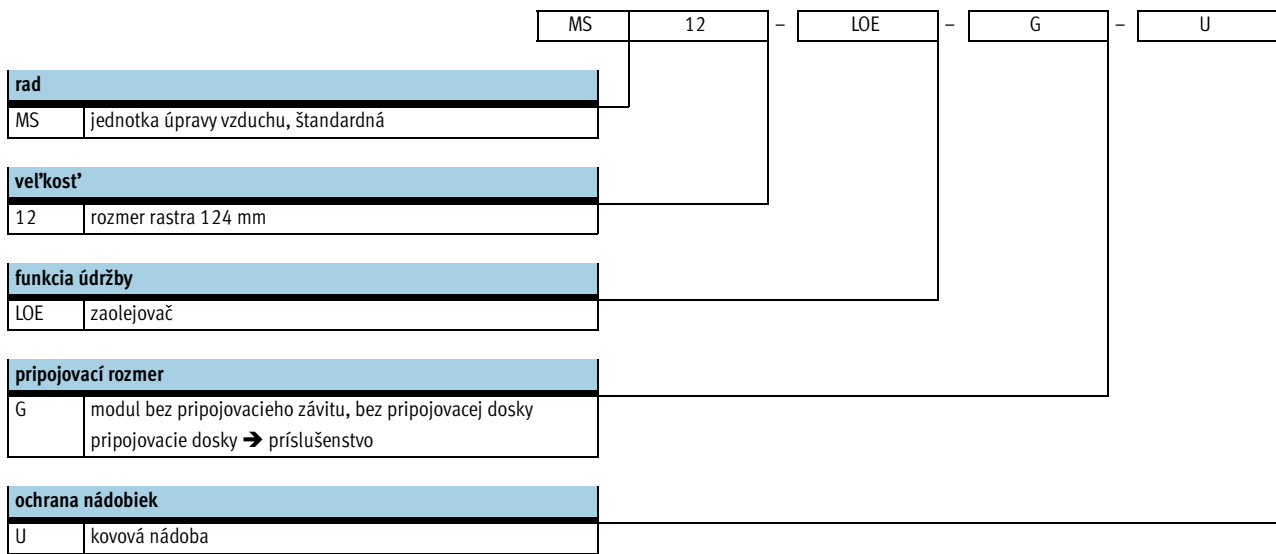 MS 12 – LOE – G – U
rad
MS jednotka úpravy vzduchu, štandardná
veľkosť
12 rozmer rastra 124 mm
funkcia údržby
LOE zaolejovač
pripojovací rozmer
G modul bez pripojovacieho závitu, bez pripojovacej dosky
pripojovacie dosky ➔ príslušenstvo
ochrana nádobiek
U kovová nádoba